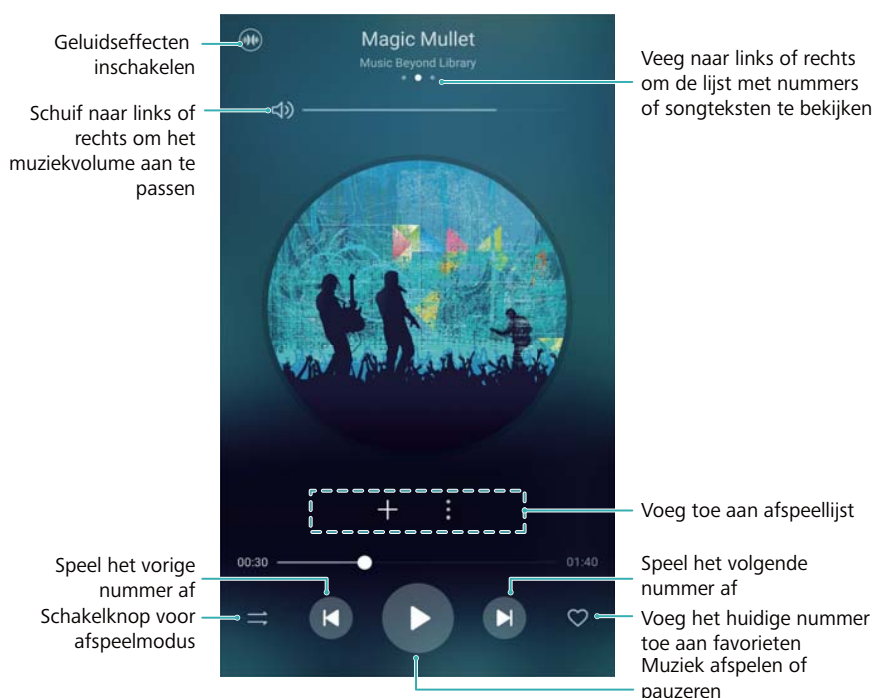 Geluidseffecten
inschakelen
Magic Mullet
Music Beyond Library
Veeg naar links of rechts
om de lijst met nummers
of songteksten te bekijken
Schuif naar links of
rechts om het
muziekvolume aan te
passen
Voeg toe aan afspeellijst
00:30
01:40
Speel het vorige
nummer af
Speel het volgende
nummer af
Schakelknop voor
afspeelmodus
Voeg het huidige nummer
toe aan favorieten
Muziek afspelen of
pauzeren